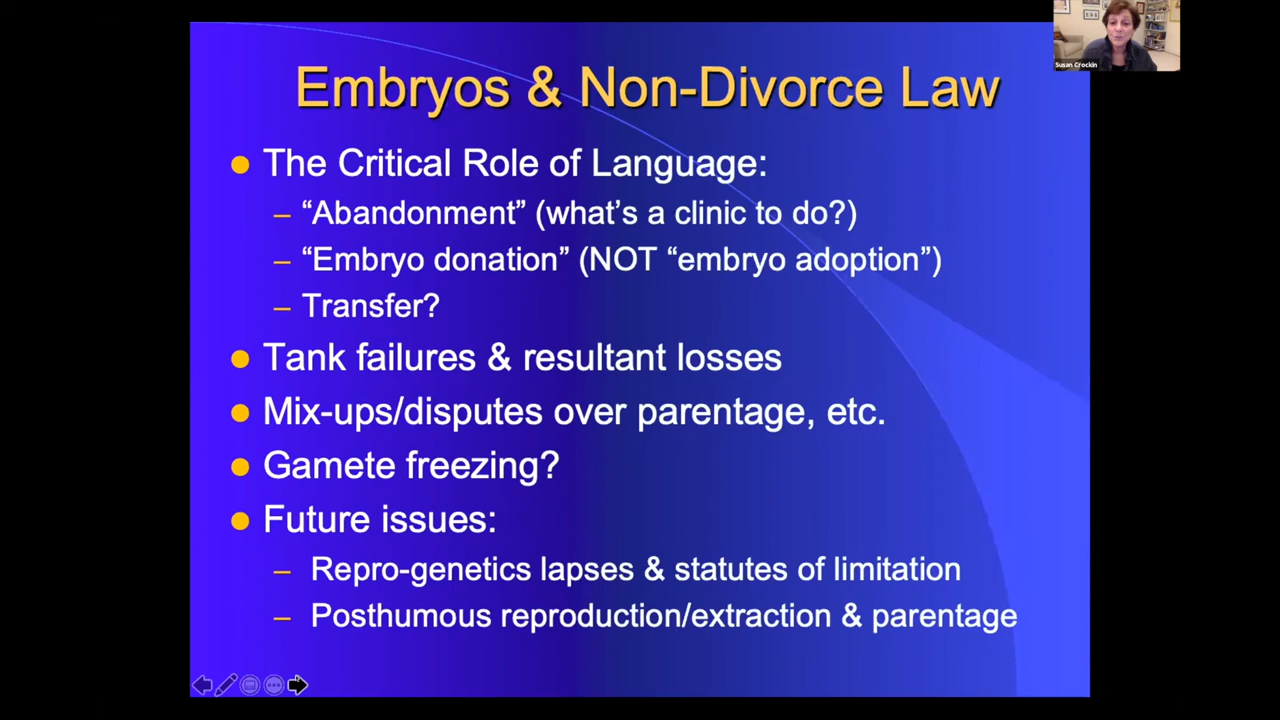 Embryos & Non-Divorce Law
Susan Crockin
● The Critical Role of Language:
– “Abandonment” (what’s a clinic to do?)
– “Embryo donation” (NOT “embryo adoption”)
– Transfer?
● Tank failures & resultant losses
● Mix-ups/disputes over parentage, etc.
● Gamete freezing?
● Future issues:
– Repro-genetics lapses & statutes of limitation
– Posthumous reproduction/extraction & parentage